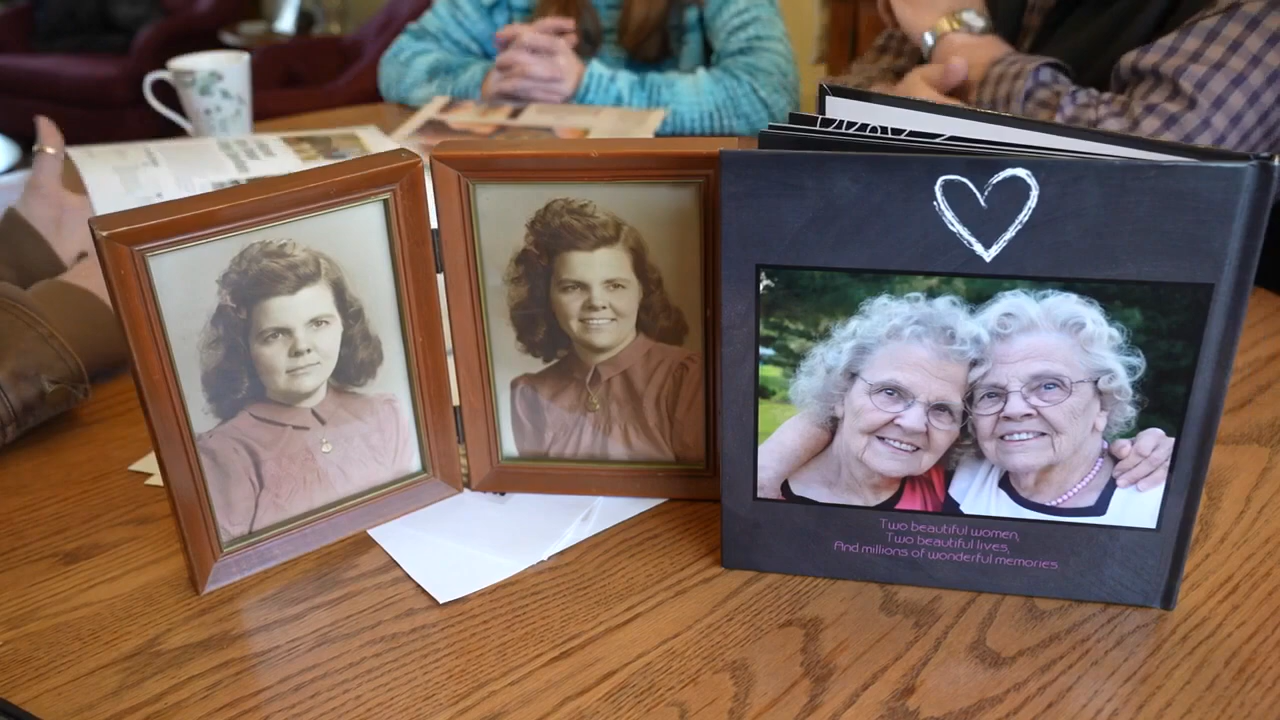 Two beautiful women,
Two beautiful lives,
And millions of wonderful memories